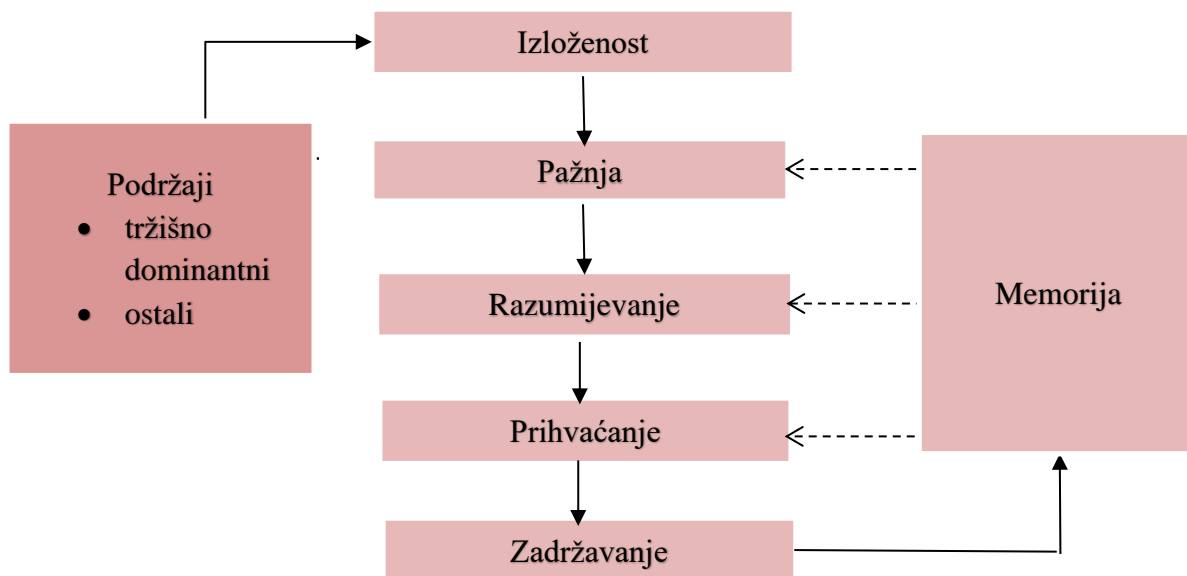 Izloženost
Pažnja
Podržaji
• tržišno
dominantni
• ostali
Razumijevanje
Memorija
Prihvaćanje
Zadržavanje